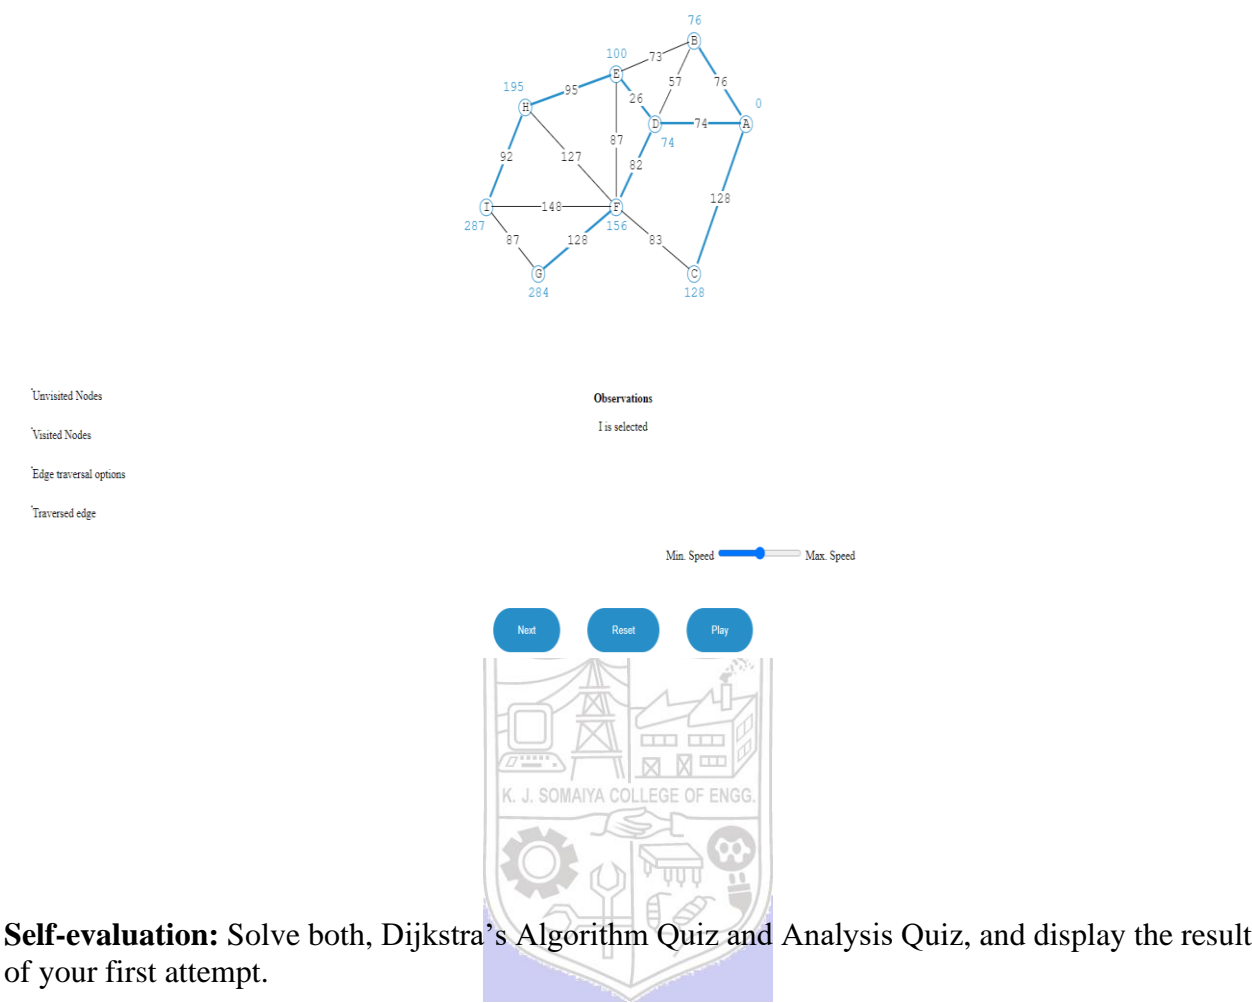 76
B
100
73
E
57
76
195
95
26
0
H
D
74
A
74
87
92
127
82
128
I
148
F
287
156
87
128
83
G
C
284
128
Unvisited Nodes
Observations
I is selected
Visited Nodes
Edge traversal options
Traversed edge
Min. Speed Max. Speed
Next Reset Play
K. J. SOMAIYA COLLEGE OF ENGG.
Self-evaluation: Solve both, Dijkstra’s Algorithm Quiz and Analysis Quiz, and display the result
of your first attempt.